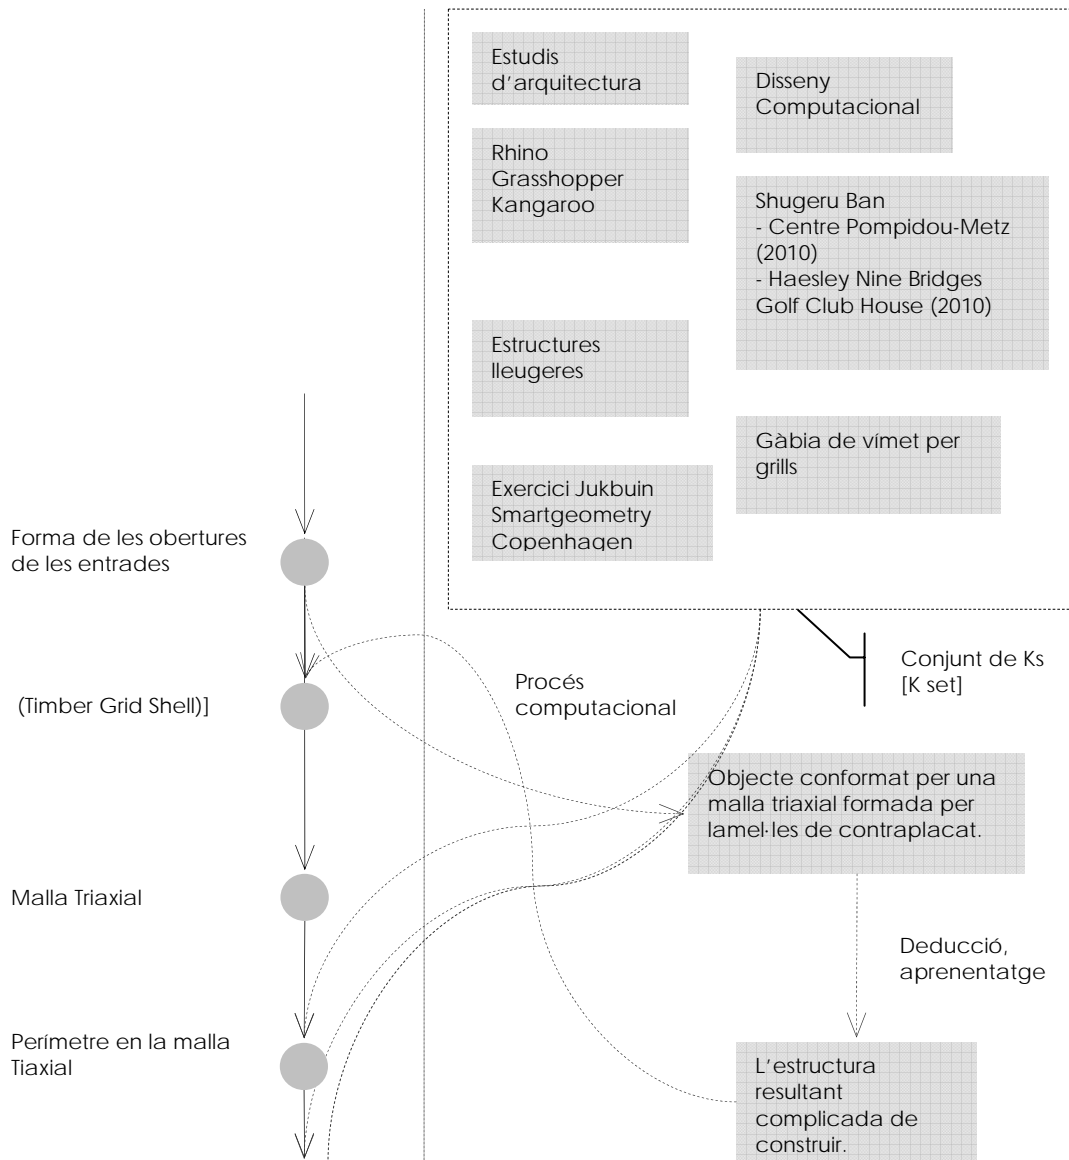 Estudis
d'arquitectura
Disseny
Computacional
Rhino
Grasshopper
Kangaroo
Shugeru Ban
- Centre Pompidou-Metz
(2010)
- Haesley Nine Bridges
Golf Club House (2010)
Estructures
lleugeres
Gàbia de vímet per
grills
Exercici Jukbuin
Smartgeometry
Copenhagen
Forma de les obertures
de les entrades
Conjunt de Ks
[K set]
Procés
computacional
(Timber Grid Shell)]
Objecte conformat per una
malla triaxial formada per
lamel·les de contraplacat.
Malla Triaxial
Deducció,
aprenentatge
Perímetre en la malla
Tiaxial
L'estructura
resultant
complicada de
construir.